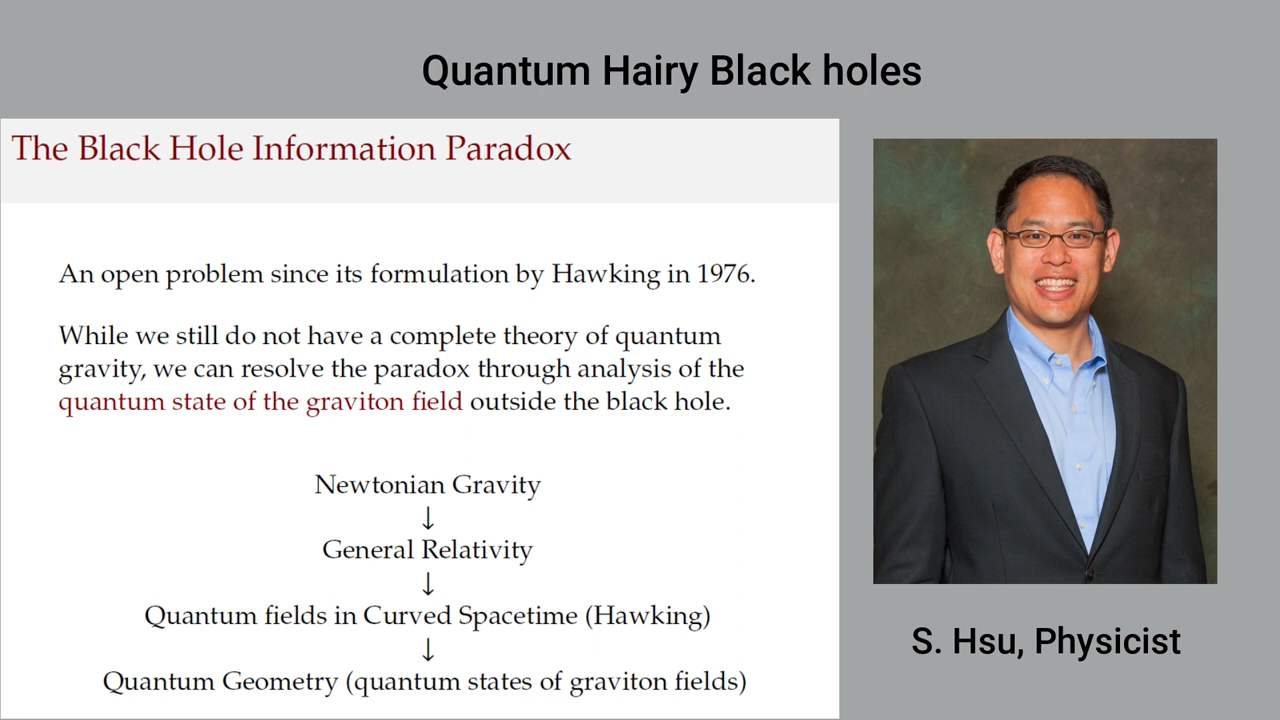 Quantum Hairy Black holes
The Black Hole Information Paradox
An open problem since its formulation by Hawking in 1976.
While we still do not have a complete theory of quantum
gravity, we can resolve the paradox through analysis of the
quantum state of the graviton field outside the black hole.
Newtonian Gravity
↓
General Relativity
↓
Quantum fields in Curved Spacetime (Hawking)
↓
Quantum Geometry (quantum states of graviton fields)
S. Hsu, Physicist